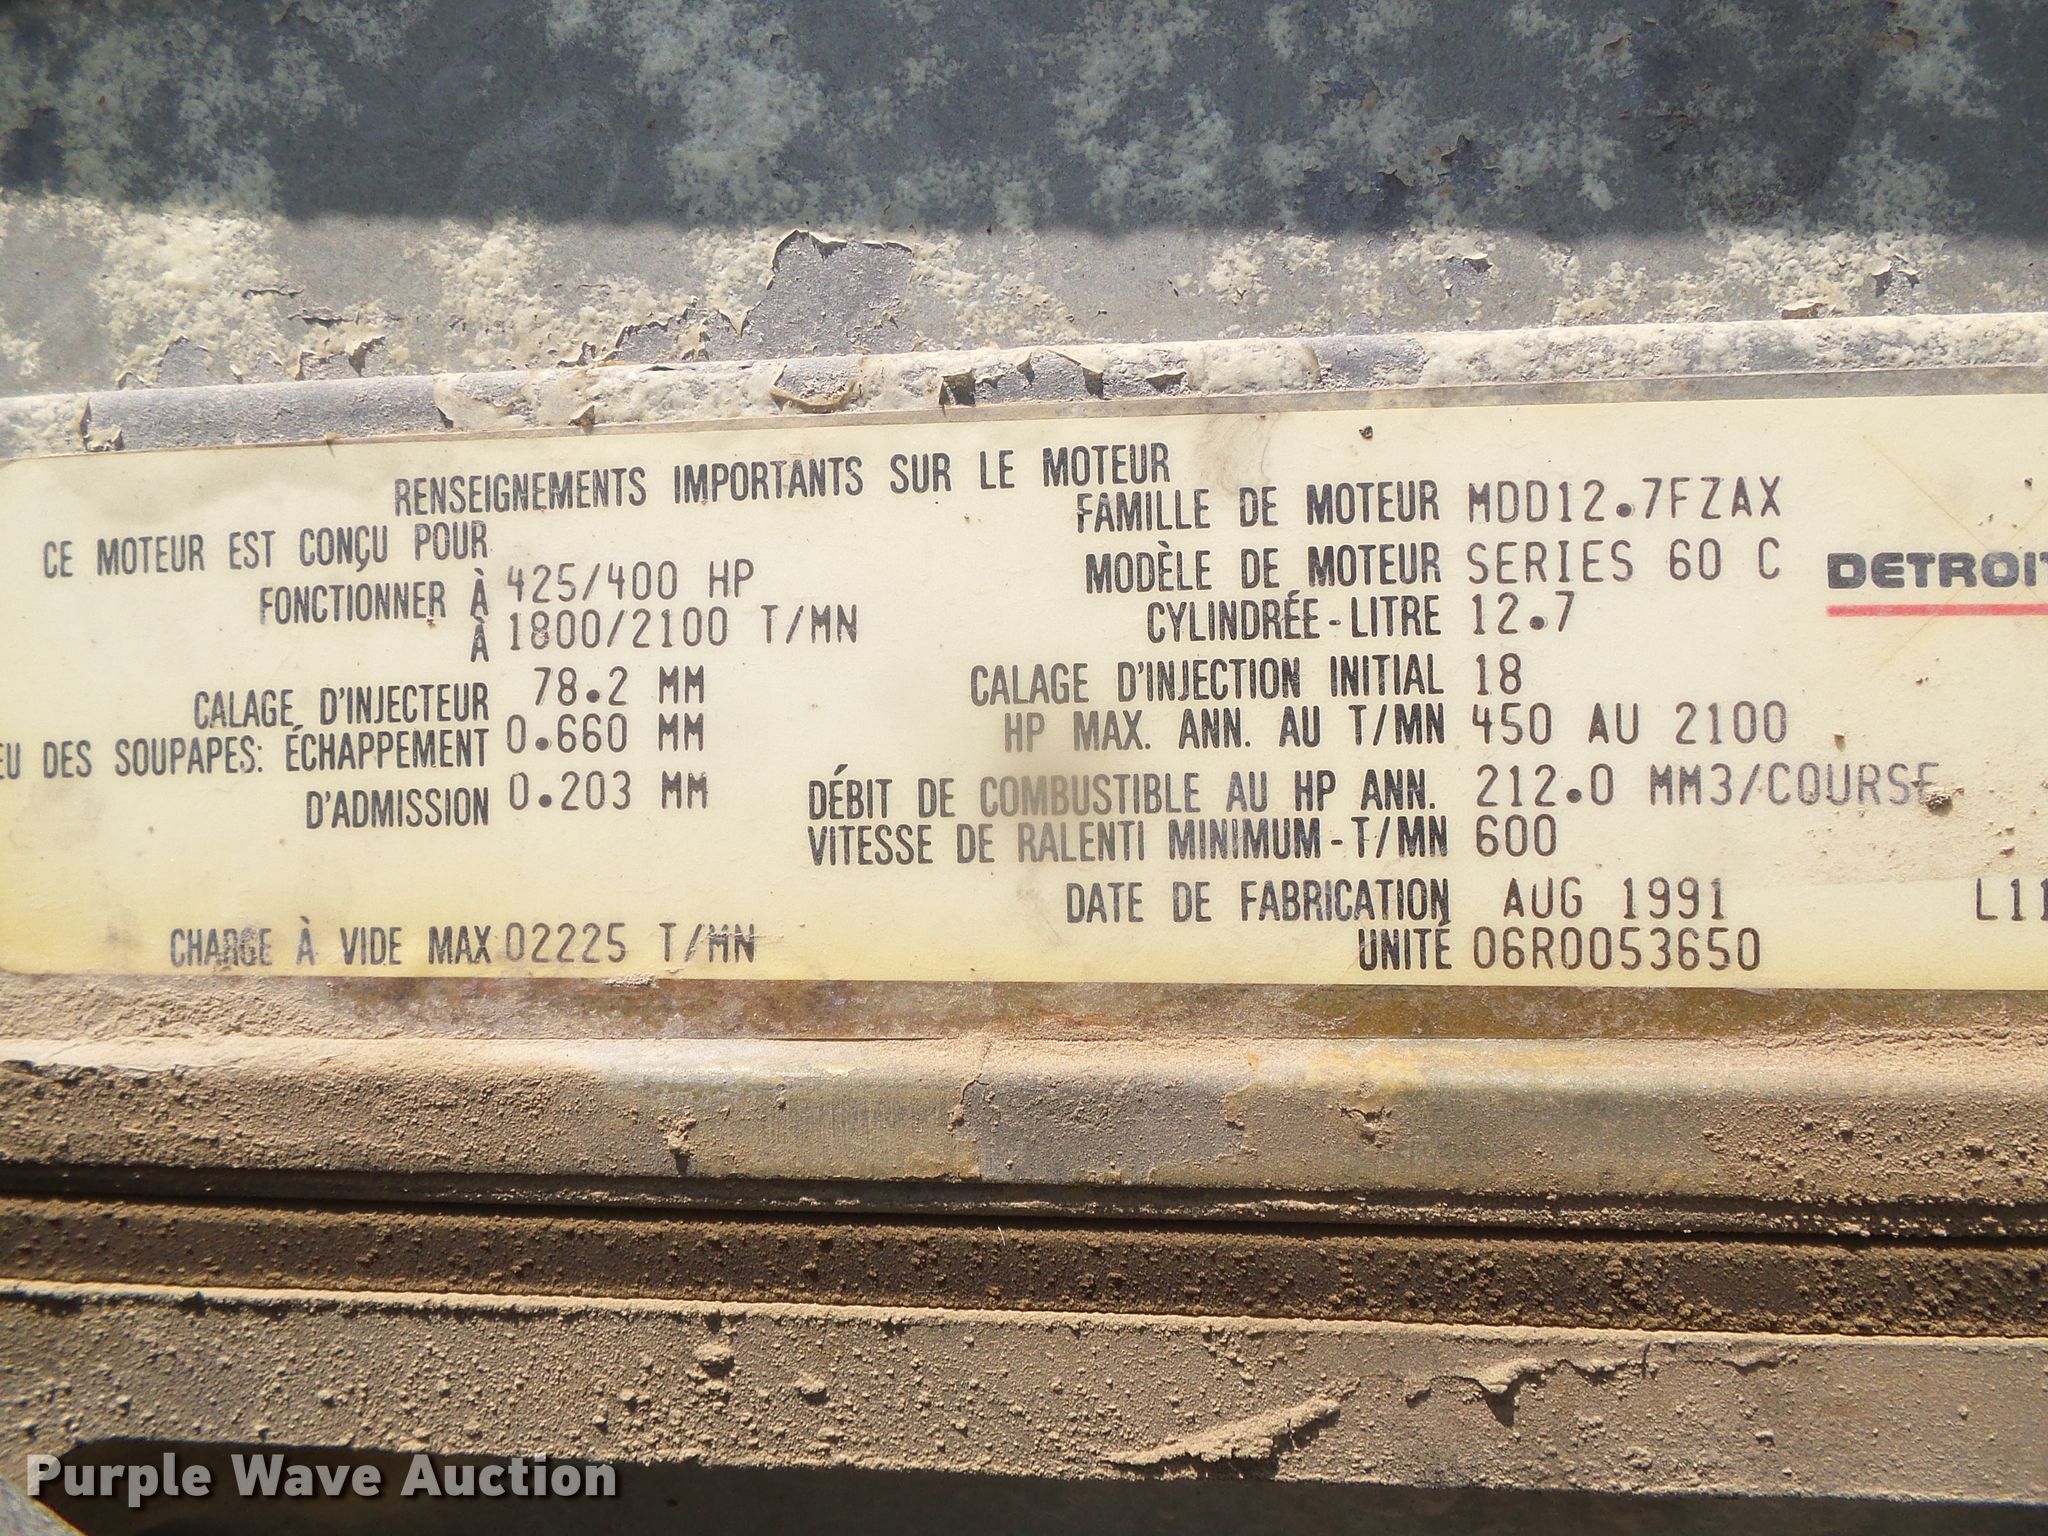 RENSEIGNEMENTS IMPORTANTS SUR LE MOTEUR
CE MOTEUR EST CONÇU POUR
FONCTIONNER À 425/400 HP
À 1800/2100 T/MN
CALAGE D'INJECTEUR 78.2 MM
DES SOUPAPES: ÉCHAPPEMENT 0.660 MM
D'ADMISSION 0.203 MM
CHARGE À VIDE MAX 02225 T/MN
FAMILLE DE MOTEUR MDD12.7FZAX
MODÈLE DE MOTEUR SERIES 60 C
CYLINDRÉE-LITRE 12.7
CALAGE D'INJECTION INITIAL 18
HP MAX. ANN. AU T/MN 450 AU 2100
DÉBIT DE COMBUSTIBLE AU HP ANN. 212.0 MM3/COURSE
VITESSE DE RALENTI MINIMUM-T/MN 600
DATE DE FABRICATION AUG 1991
UNITÉ 06R0053650
DETROIT
L11
Purple Wave Auction